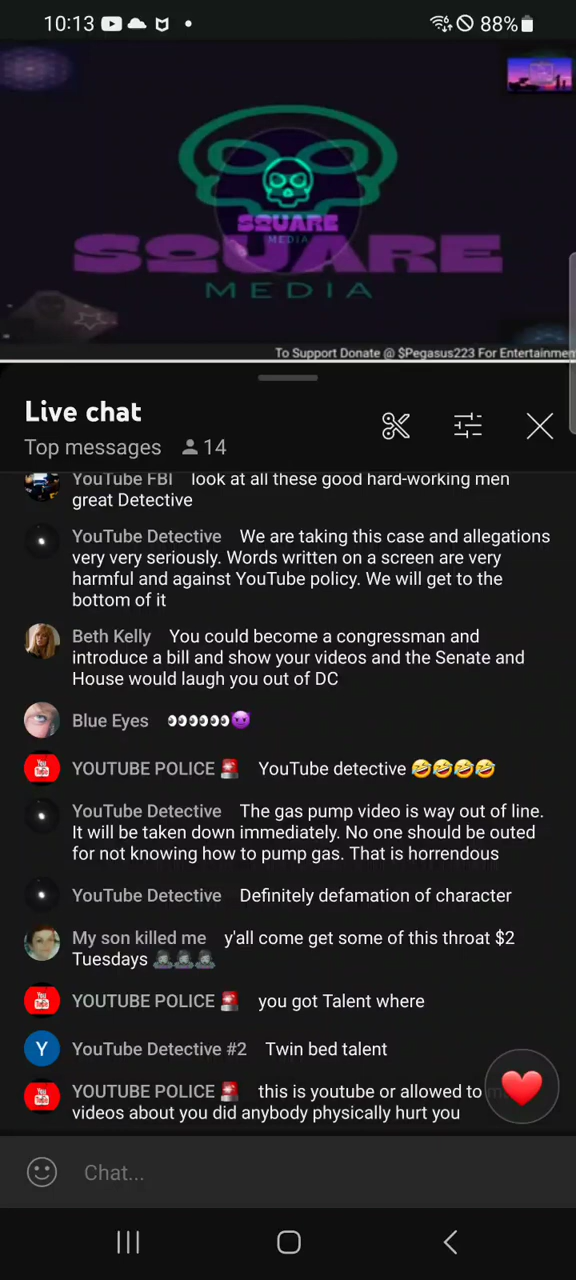 10:13
88%
SQUARE
MEDIA
SQUARE
MEDIA
To Support Donate @ $Pegasus223 For Entertainmen
Live chat
Top messages 14
YouTube FBI look at all these good hard-working men
great Detective
YouTube Detective We are taking this case and allegations
very very seriously. Words written on a screen are very
harmful and against YouTube policy. We will get to the
bottom of it
Beth Kelly You could become a congressman and
introduce a bill and show your videos and the Senate and
House would laugh you out of DC
Blue Eyes 👀👀👀👀👀👀😈
YOUTUBE POLICE 🚨 YouTube detective 🤣🤣🤣🤣
YouTube Detective The gas pump video is way out of line.
It will be taken down immediately. No one should be outed
for not knowing how to pump gas. That is horrendous
YouTube Detective Definitely defamation of character
My son killed me y'all come get some of this throat $2
Tuesdays
YOUTUBE POLICE 🚨 you got Talent where
Y YouTube Detective #2 Twin bed talent
YOUTUBE POLICE 🚨 this is youtube or allowed to
videos about you did anybody physically hurt you
Chat...